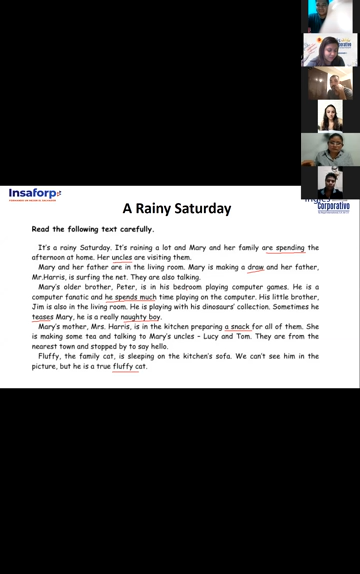 Insaforp
A Rainy Saturday
Inglés
Corporativo
Read the following text carefully.
It's a rainy Saturday. It's raining a lot and Mary and her family are spending the
afternoon at home. Her uncles are visiting them.
Mary and her father are in the living room. Mary is making a draw and her father,
Mr.Harris, is surfing the net. They are also talking.
Mary's older brother, Peter, is in his bedroom playing computer games. He is a
computer fanatic and he spends much time playing on the computer. His little brother,
Jim is also in the living room. He is playing with his dinosaurs' collection. Sometimes he
teases Mary, he is a really naughty boy.
Mary's mother, Mrs. Harris, is in the kitchen preparing a snack for all of them. She
is making some tea and talking to Mary's uncles – Lucy and Tom. They are from the
nearest town and stopped by to say hello.
Fluffy, the family cat, is sleeping on the kitchen's sofa. We can't see him in the
picture, but he is a true fluffy cat.